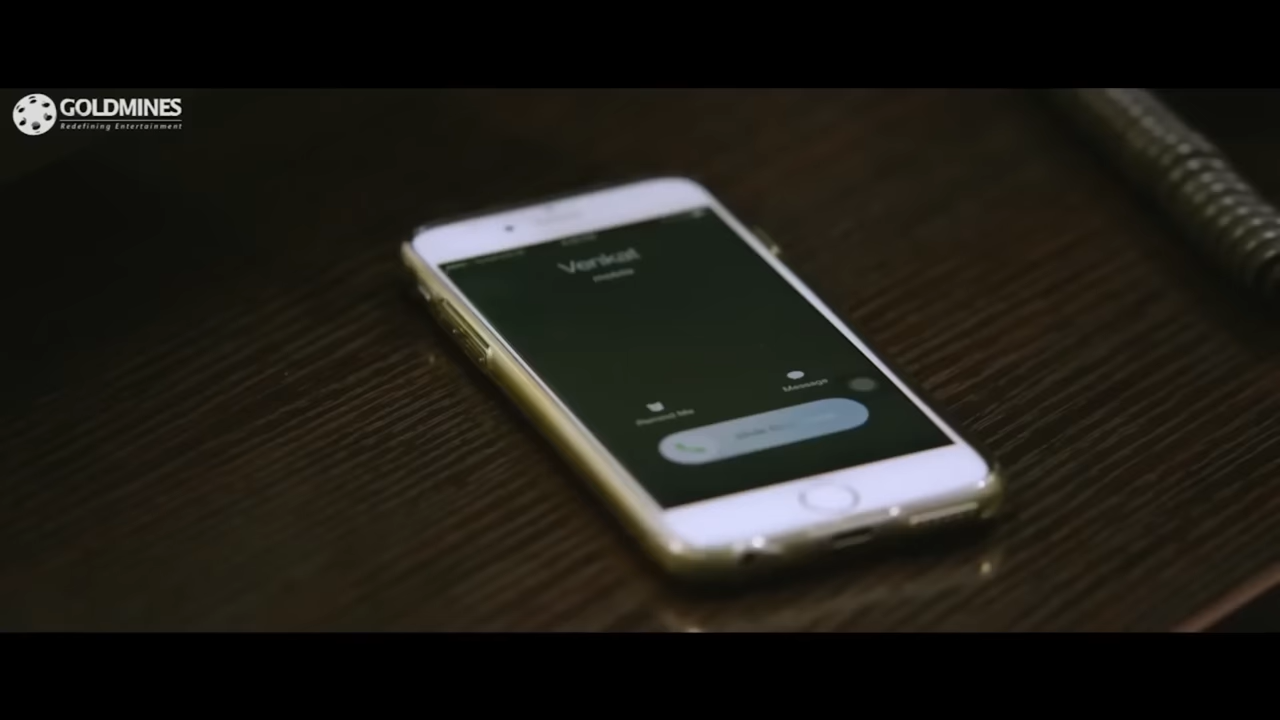 GOLDMINES
Redefining Entertainment
Venkat
mobile
Message
Remind Me